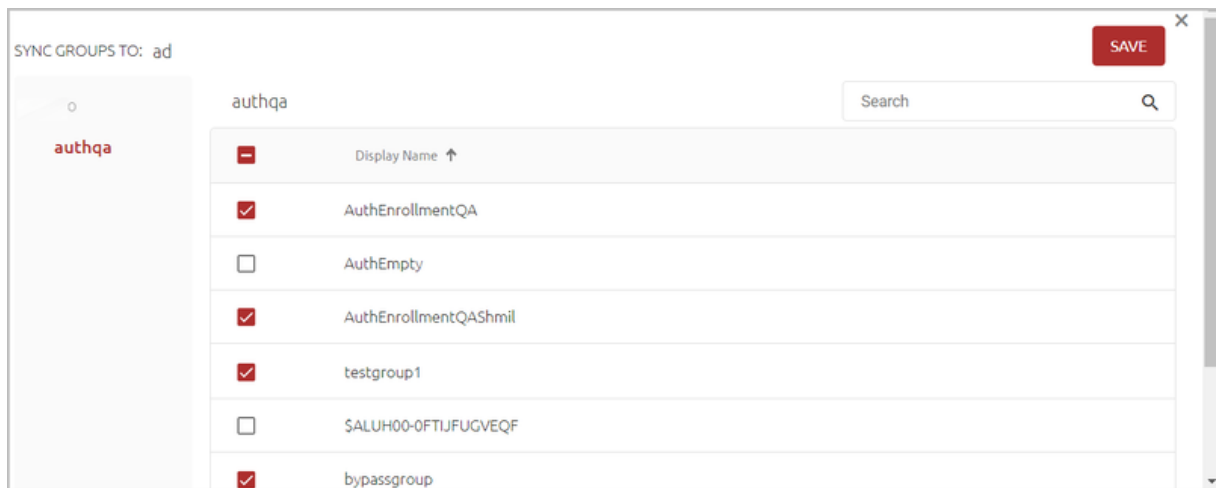 SYNC GROUPS TO: ad
SAVE
authqa
authqa
Search
Display Name
AuthEnrollmentQA
AuthEmpty
AuthEnrollmentQAShmil
testgroup1
$ALUH00-0FTIJFUGVEQF
bypassgroup